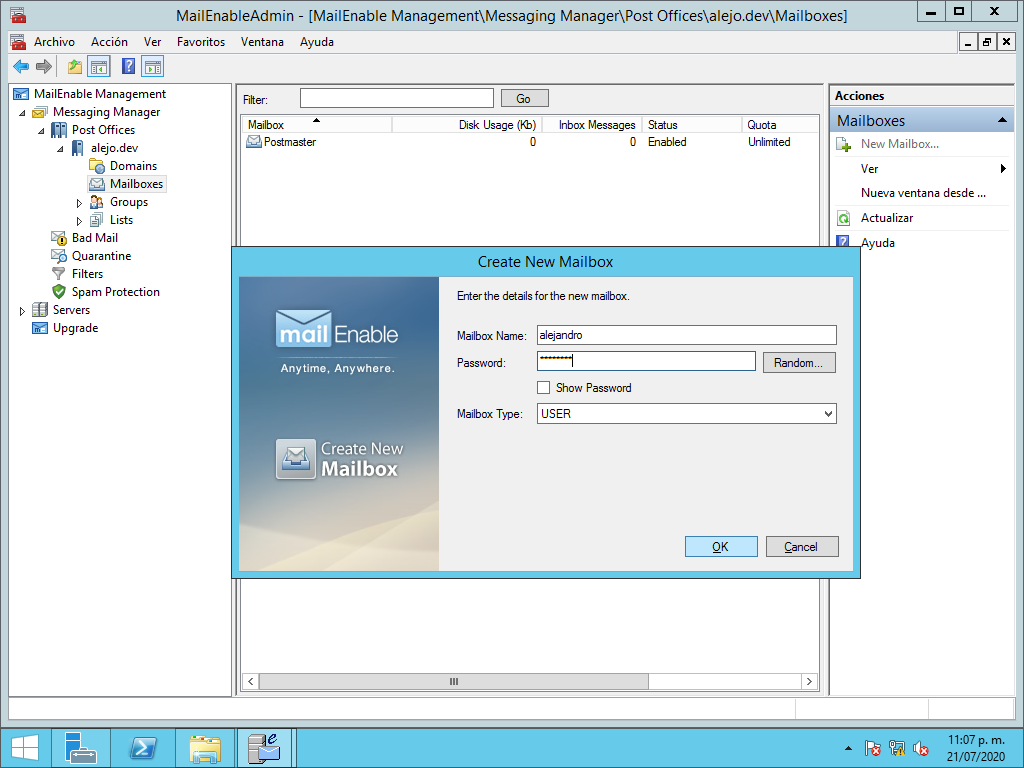 MailEnableAdmin - [MailEnable Management\Messaging Manager\Post Offices\alejo.dev\Mailboxes]
Archivo Acción Ver Favoritos Ventana Ayuda
MailEnable Management
Messaging Manager
Post Offices
alejo.dev
Domains
Mailboxes
Groups
Lists
Bad Mail
Quarantine
Filters
Spam Protection
Servers
Upgrade
Filter: Go
Mailbox Disk Usage (Kb) Inbox Messages Status Quota
Postmaster 0 0 Enabled Unlimited
Acciones
Mailboxes
New Mailbox...
Ver
Nueva ventana desde ...
Actualizar
Ayuda
Create New Mailbox
mail Enable
Anytime, Anywhere.
Create New
Mailbox
Enter the details for the new mailbox.
Mailbox Name: alejandro
Password: ******** Random...
Show Password
Mailbox Type: USER
OK Cancel
11:07 p. m.
21/07/2020